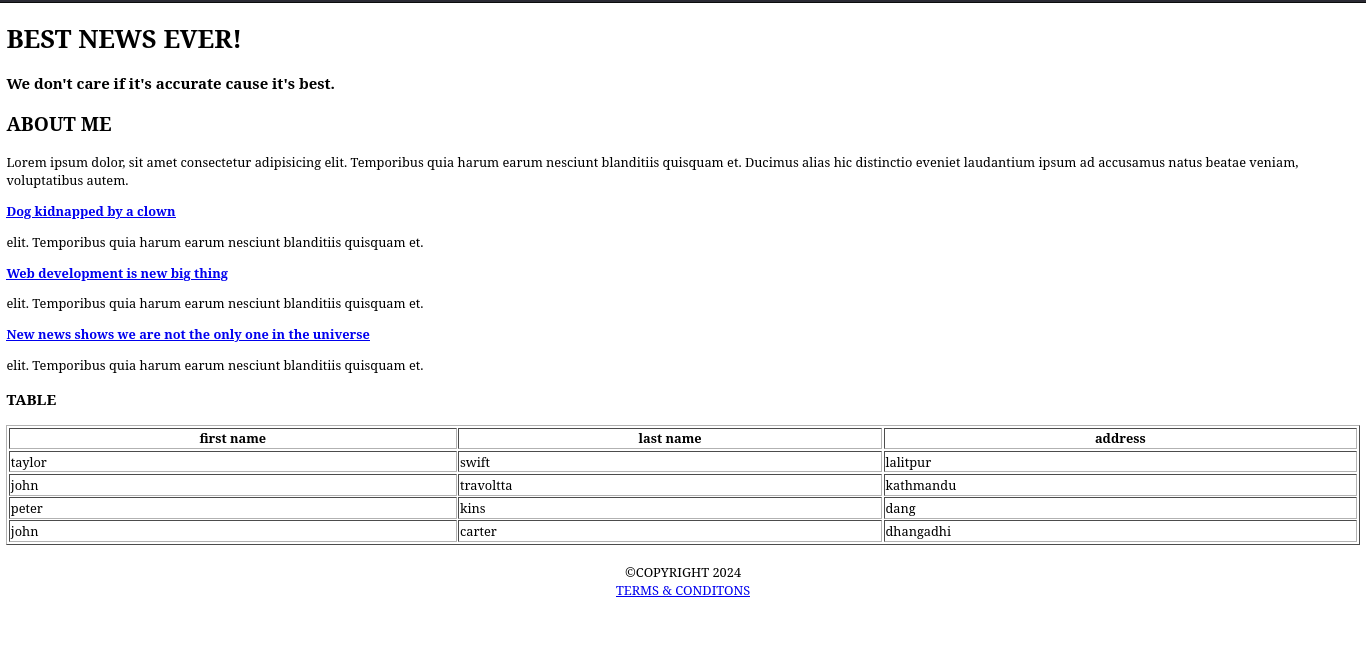 BEST NEWS EVER!
We don't care if it's accurate cause it's best.
ABOUT ME
Lorem ipsum dolor, sit amet consectetur adipisicing elit. Temporibus quia harum earum nesciunt blanditiis quisquam et. Ducimus alias hic distinctio eveniet laudantium ipsum ad accusamus natus beatae veniam,
voluptatibus autem.
Dog kidnapped by a clown
elit. Temporibus quia harum earum nesciunt blanditiis quisquam et.
Web development is new big thing
elit. Temporibus quia harum earum nesciunt blanditiis quisquam et.
New news shows we are not the only one in the universe
elit. Temporibus quia harum earum nesciunt blanditiis quisquam et.
TABLE
first name last name address
taylor swift lalitpur
john travoltta kathmandu
peter kins dang
john carter dhangadhi
©COPYRIGHT 2024
TERMS & CONDITONS